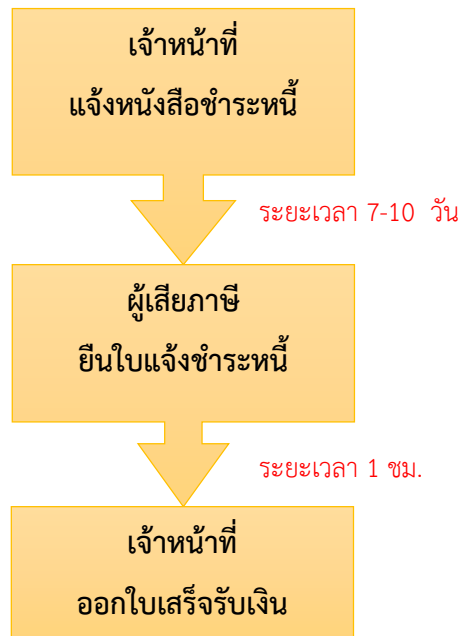 เจ้าหน้าที่
แจ้งหนังสือชำระหนี้
ระยะเวลา 7-10 วัน
ผู้เสียภาษี
ยืนใบแจ้งชำระหนี้
ระยะเวลา 1 ชม.
เจ้าหน้าที่
ออกใบเสร็จรับเงิน